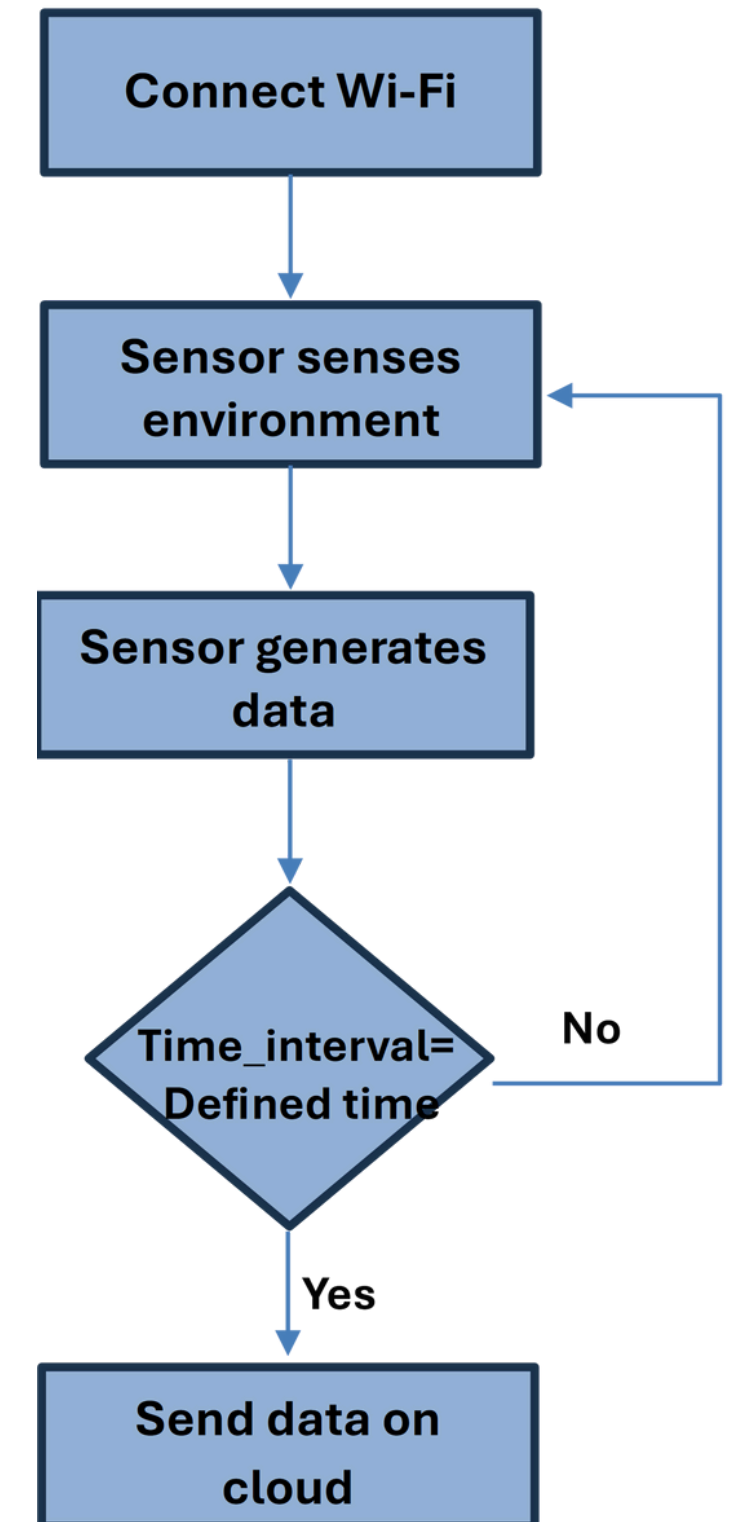 Connect Wi-Fi
Sensor senses
environment
Sensor generates
data
Time_interval=
Defined time
No
Yes
Send data on
cloud